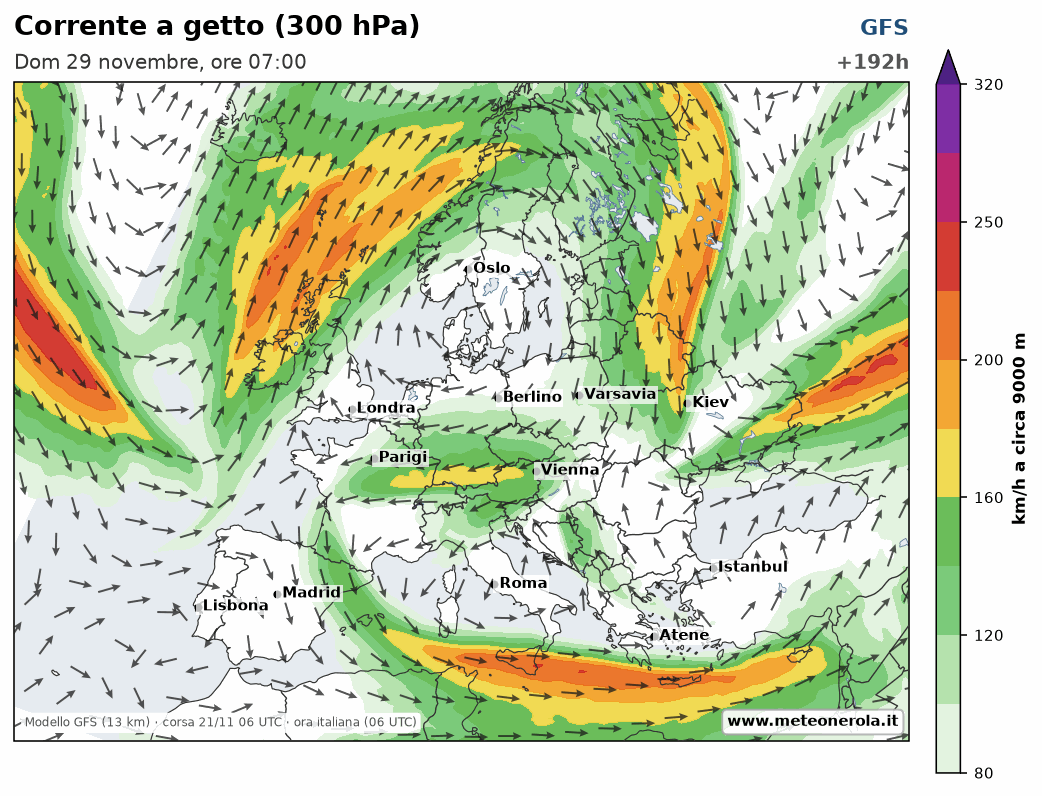 Corrente a getto (300 hPa)
GFS
Dom 29 novembre, ore 07:00
+192h
320
250
200
160
120
80
km/h a circa 9000 m
Oslo
Londra
Berlino
Varsavia
Kiev
Parigi
Vienna
Istanbul
Roma
Madrid
Lisbona
Atene
Modello GFS (13 km) · corsa 21/11 06 UTC · ora italiana (06 UTC)
www.meteonerola.it